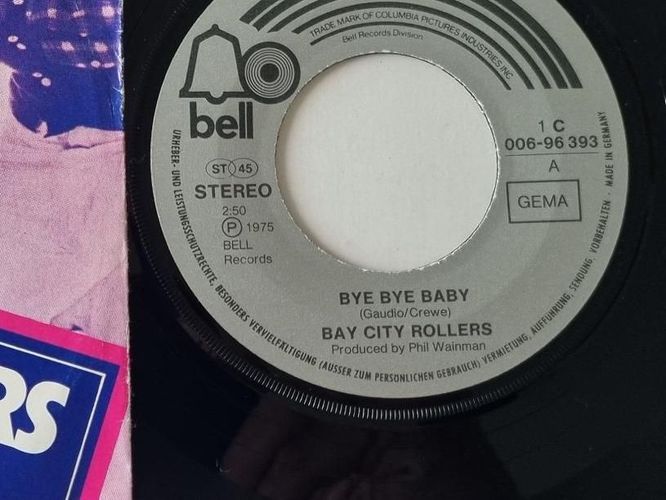 TRADE MARK OF COLUMBIA PICTURES INDUSTRIES INC.
Bell Records Division
bell
1 C
006-96 393
A
GEMA
ST 45
STEREO
2:50
P 1975
BELL
Records
BYE BYE BABY
(Gaudio/Crewe)
BAY CITY ROLLERS
Produced by Phil Wainman
URHEBER- UND LEISTUNGSSCHUTZRECHTE, BESONDERS VERVIELFÄLTIGUNG (AUSSER ZUM PERSÖNLICHEN GEBRAUCH) VERMIETUNG, AUFFÜHRUNG, SENDUNG, VORBEHALTEN · MADE IN GERMANY
RS